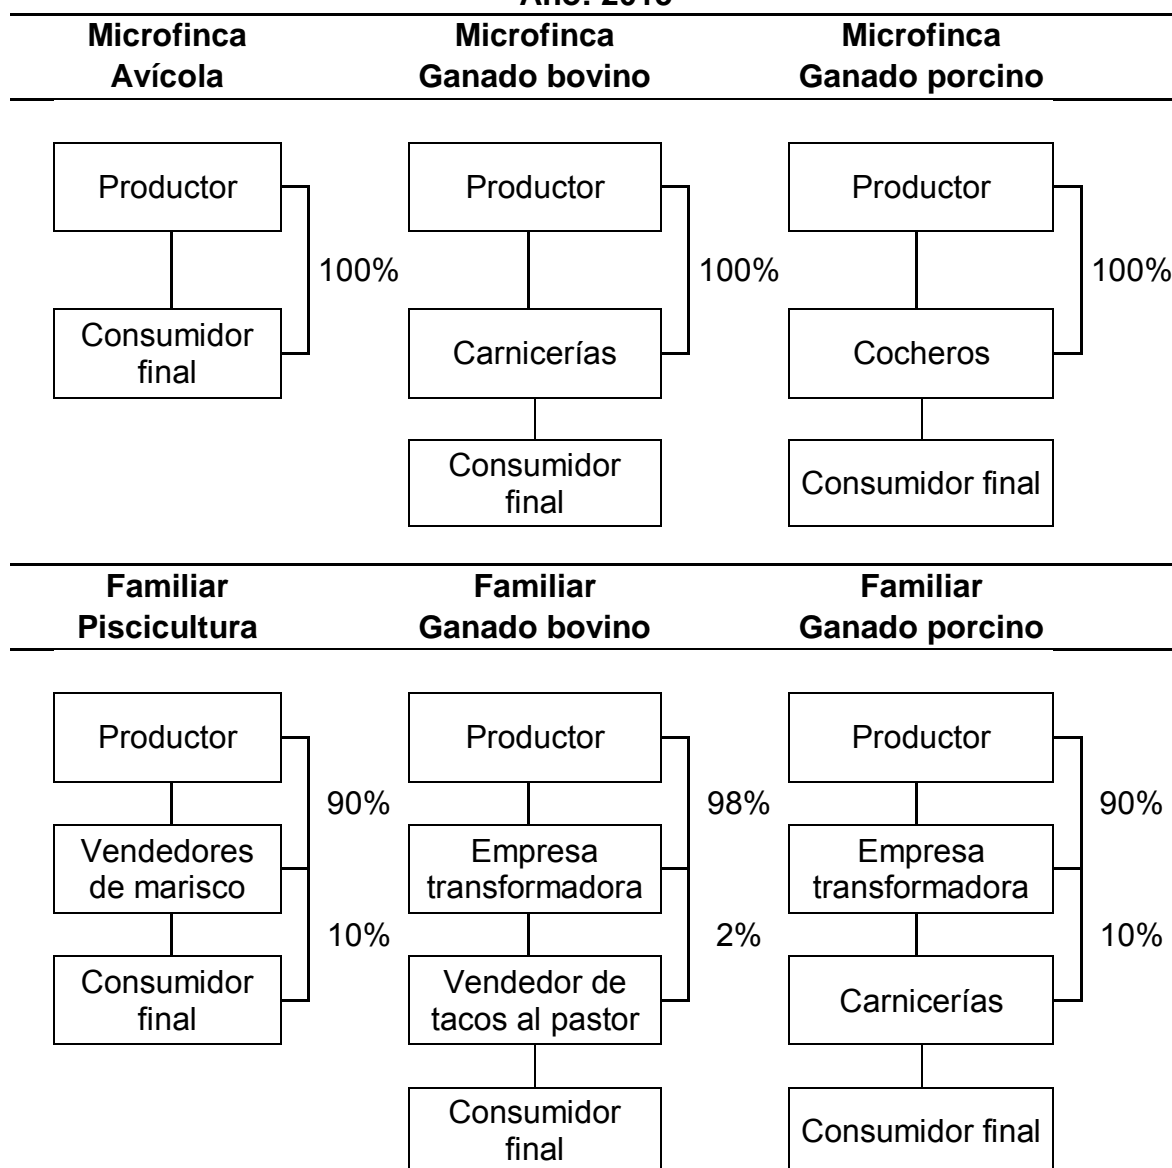 Microfinca
Avícola
Microfinca
Ganado bovino
Microfinca
Ganado porcino
Productor
Productor
Productor
100%
100%
100%
Consumidor
final
Carnicerías
Cocheros
Consumidor
final
Consumidor final
Familiar
Piscicultura
Familiar
Ganado bovino
Familiar
Ganado porcino
Productor
Productor
Productor
90%
98%
90%
Vendedores
de marisco
Empresa
transformadora
Empresa
transformadora
10%
2%
10%
Consumidor
final
Vendedor de
tacos al pastor
Carnicerías
Consumidor
final
Consumidor final